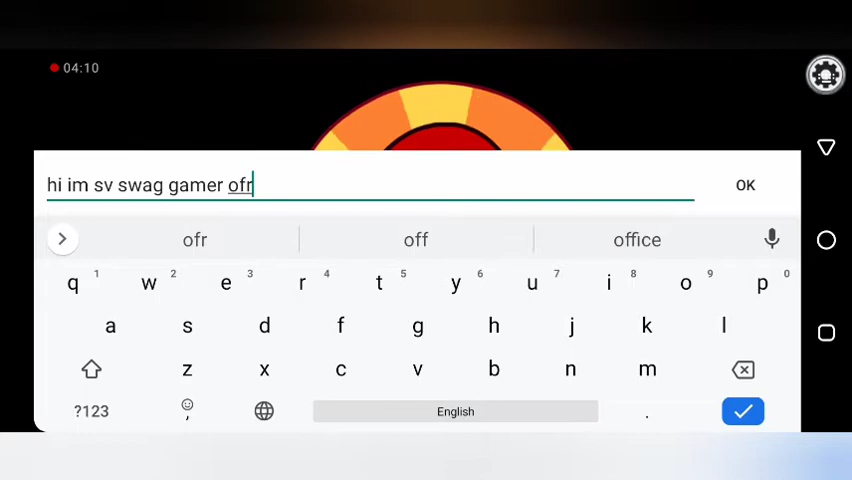 04:10
hi im sv swag gamer ofr
OK
ofr off office
q 1 w 2 e 3 r 4 t 5 y 6 u 7 i 8 o 9 p 0
a s d f g h j k l
z x c v b n m
?123 , English .